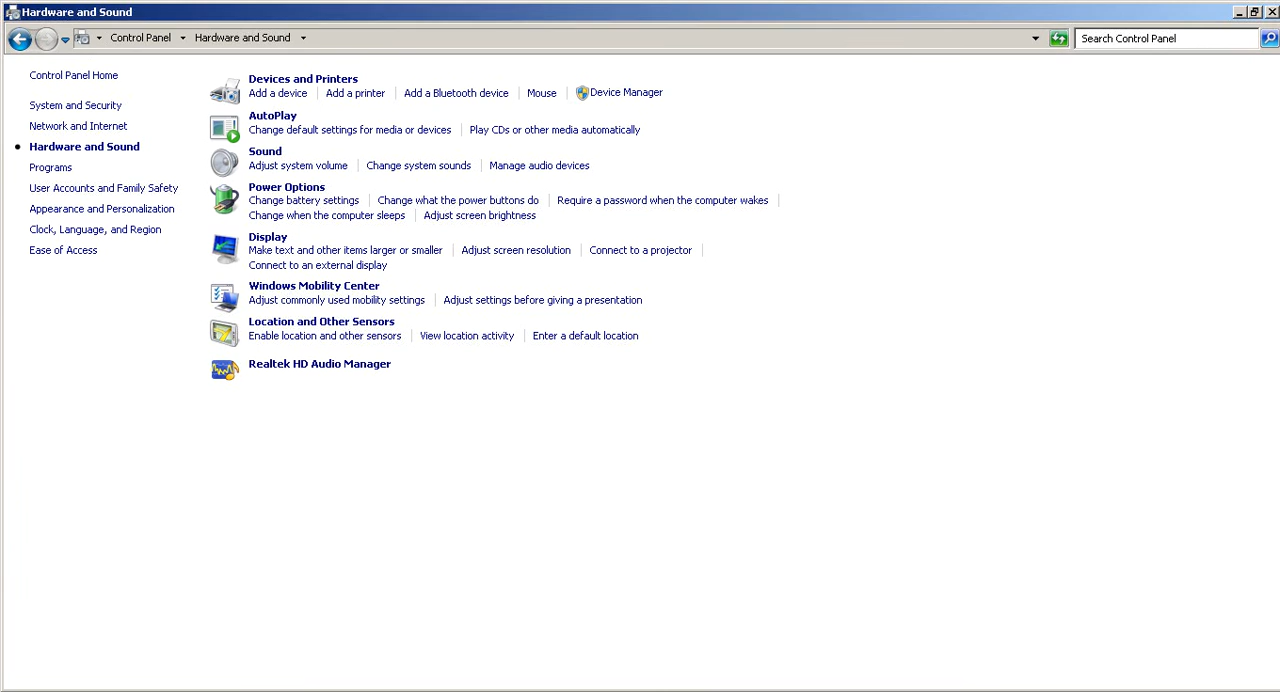 Hardware and Sound
Control Panel Hardware and Sound Search Control Panel
Control Panel Home
System and Security
Network and Internet
Hardware and Sound
Programs
User Accounts and Family Safety
Appearance and Personalization
Clock, Language, and Region
Ease of Access
Devices and Printers
Add a device Add a printer Add a Bluetooth device Mouse Device Manager
AutoPlay
Change default settings for media or devices Play CDs or other media automatically
Sound
Adjust system volume Change system sounds Manage audio devices
Power Options
Change battery settings Change what the power buttons do Require a password when the computer wakes
Change when the computer sleeps Adjust screen brightness
Display
Make text and other items larger or smaller Adjust screen resolution Connect to a projector
Connect to an external display
Windows Mobility Center
Adjust commonly used mobility settings Adjust settings before giving a presentation
Location and Other Sensors
Enable location and other sensors View location activity Enter a default location
Realtek HD Audio Manager